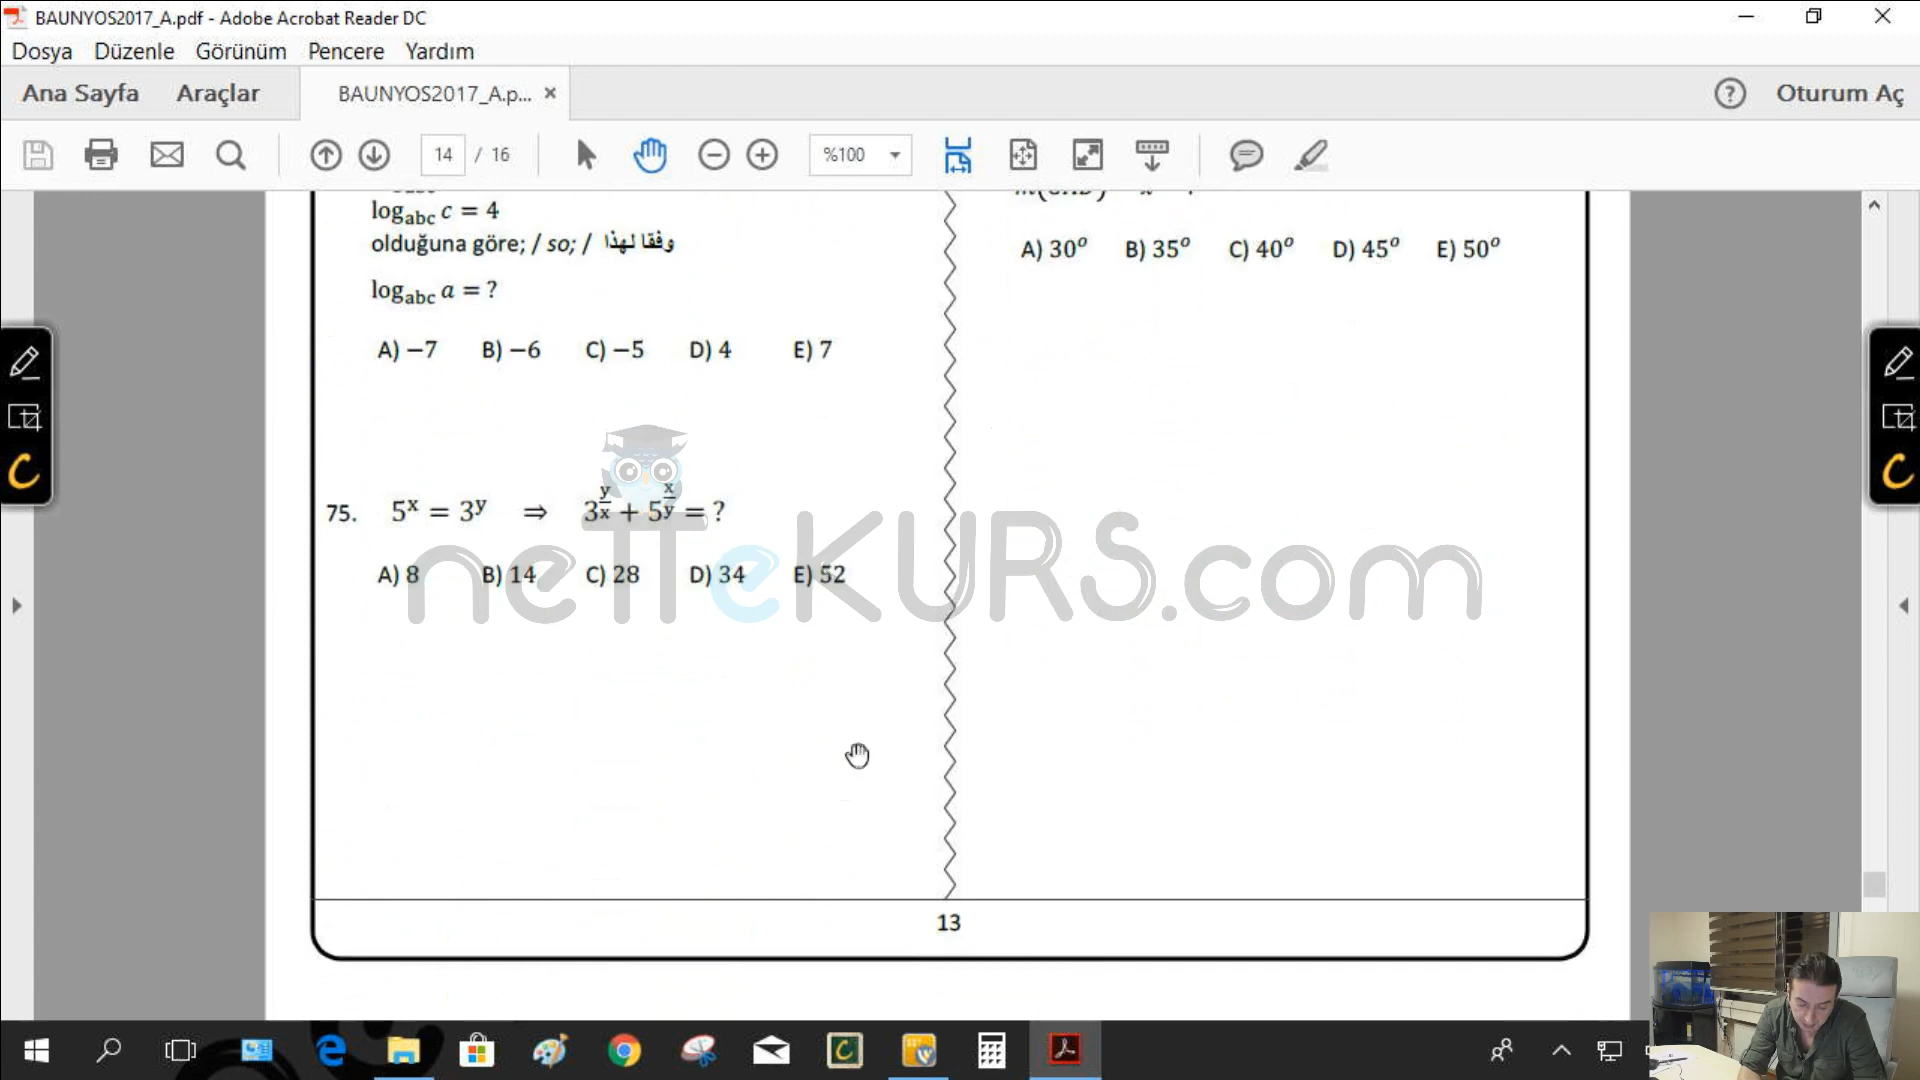 BAUNYOS2017_A.pdf - Adobe Acrobat Reader DC
Dosya Düzenle Görünüm Pencere Yardım
Ana Sayfa Araçlar BAUNYOS2017_A.p... Oturum Aç
14 / 16 %100
log_abc c = 4
olduğuna göre; / so; / وفقا لهذا
log_abc a = ?
A) −7 B) −6 C) −5 D) 4 E) 7
75. 5^x = 3^y ⇒ 3^(y/x) + 5^(x/y) = ?
A) 8 B) 14 C) 28 D) 34 E) 52
A) 30° B) 35° C) 40° D) 45° E) 50°
neTTeKURS.com
13